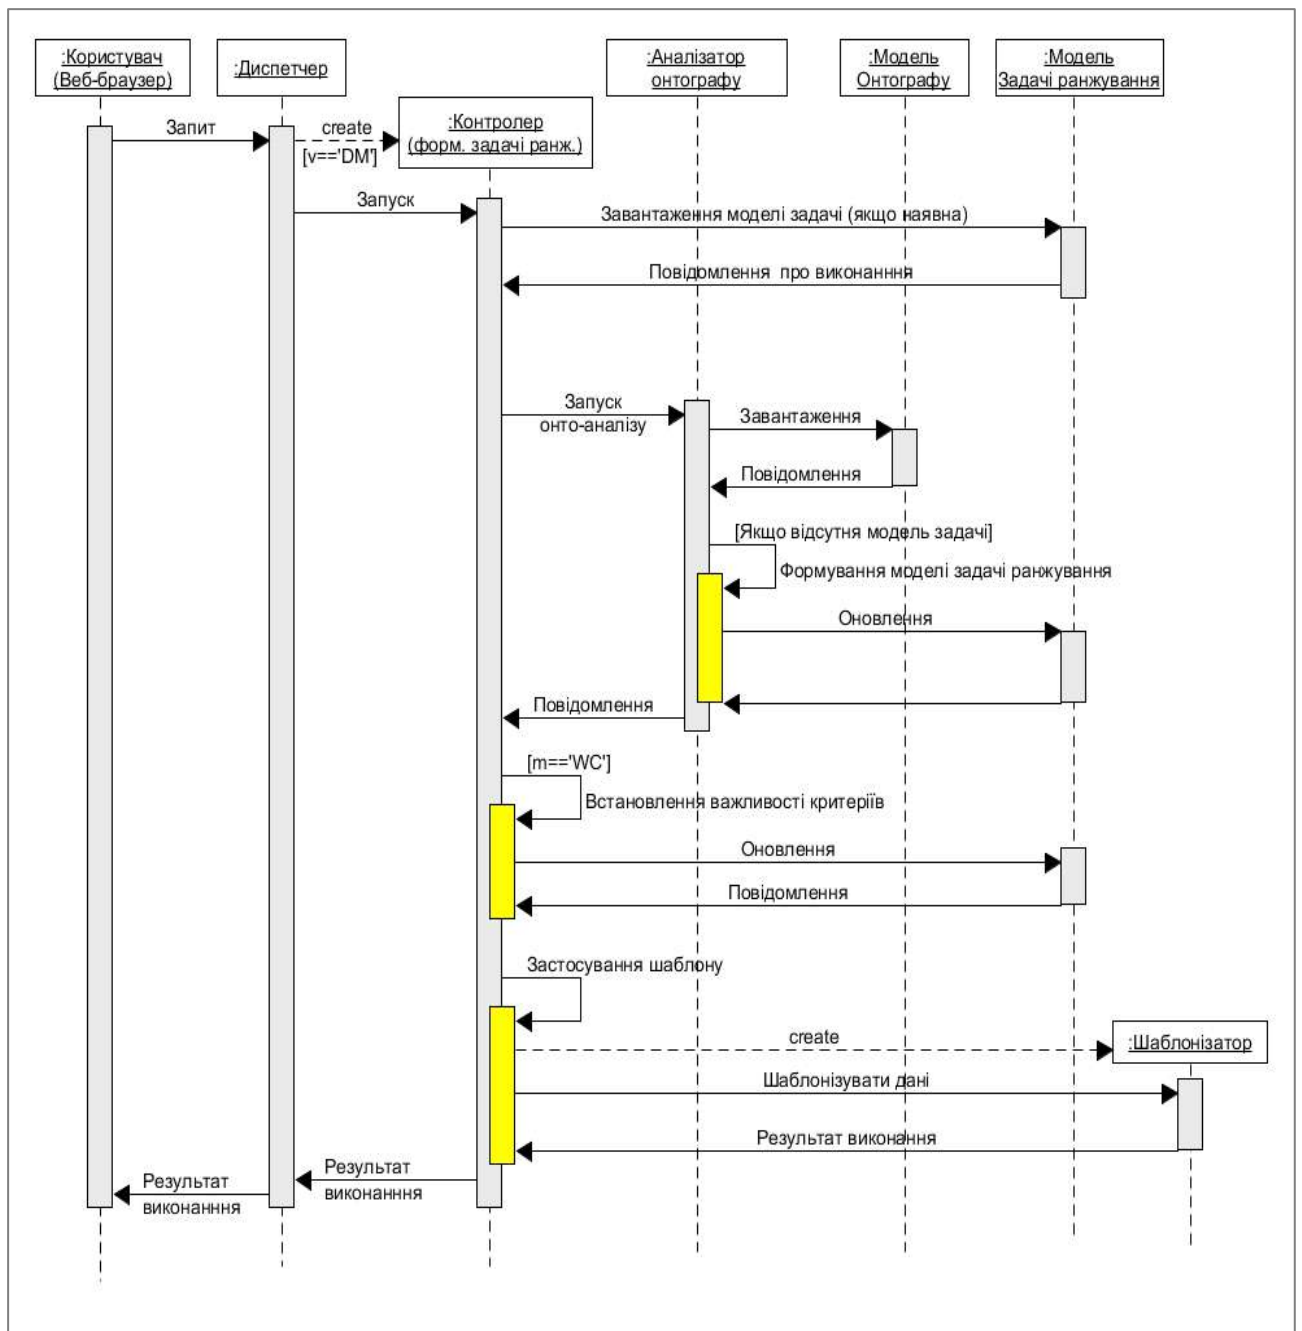 :Користувач
(Веб-браузер)
:Диспетчер
:Аналізатор
онтографу
:Модель
Онтографу
:Модель
Задачі ранжування
:Контролер
(форм. задачі ранж.)
Запит
create
[v=='DM']
Запуск
Завантаження моделі задачі (якщо наявна)
Повідомлення про виконанння
Запуск
онто-аналізу
Завантаження
Повідомлення
[Якщо відсутня модель задачі]
Формування моделі задачі ранжування
Оновлення
Повідомлення
[m=='WC']
Встановлення важливості критеріїв
Оновлення
Повідомлення
Застосування шаблону
create
:Шаблонізатор
Шаблонізувати дані
Результат виконання
Результат
виконанння
Результат
виконанння